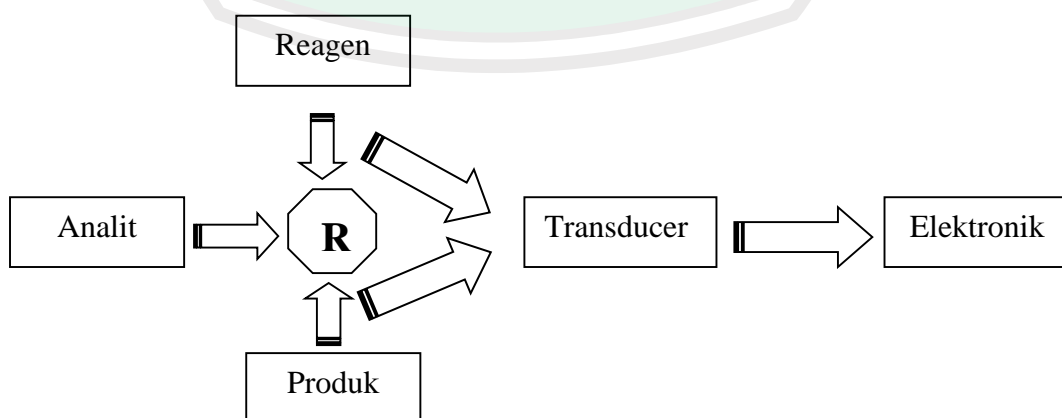 Reagen
Analit
R
Transducer
Elektronik
Produk